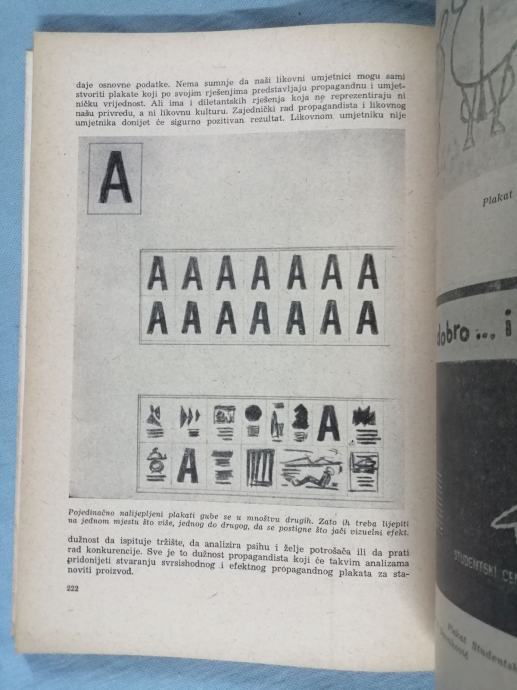 daje osnovne podatke. Nema sumnje da naši likovni umjetnici mogu sami
stvoriti plakate koji po svojim rješenjima predstavljaju propagandnu i umjet-
ničku vrijednost. Ali ima i diletantskih rješenja koja ne reprezentiraju ni
našu privredu, a ni likovnu kulturu. Zajednički rad propagandista i likovnog
umjetnika donijet će sigurno pozitivan rezultat. Likovnom umjetniku nije
A
A A A A A A A
A A A A A A A
A
A
Pojedinačno nalijepljeni plakati gube se u mnoštvu drugih. Zato ih treba lijepiti
na jednom mjestu što više, jednog do drugog, da se postigne što jači vizuelni efekt.
dužnost da ispituje tržište, da analizira psihu i želje potrošača ili da prati
rad konkurencije. Sve je to dužnost propagandista koji će takvim analizama
pridonijeti stvaranju svrsishodnog i efektnog propagandnog plakata za sta-
noviti proizvod.
222
Plakat
dobro... i
STUDENTSKI
Plakat Studentsk